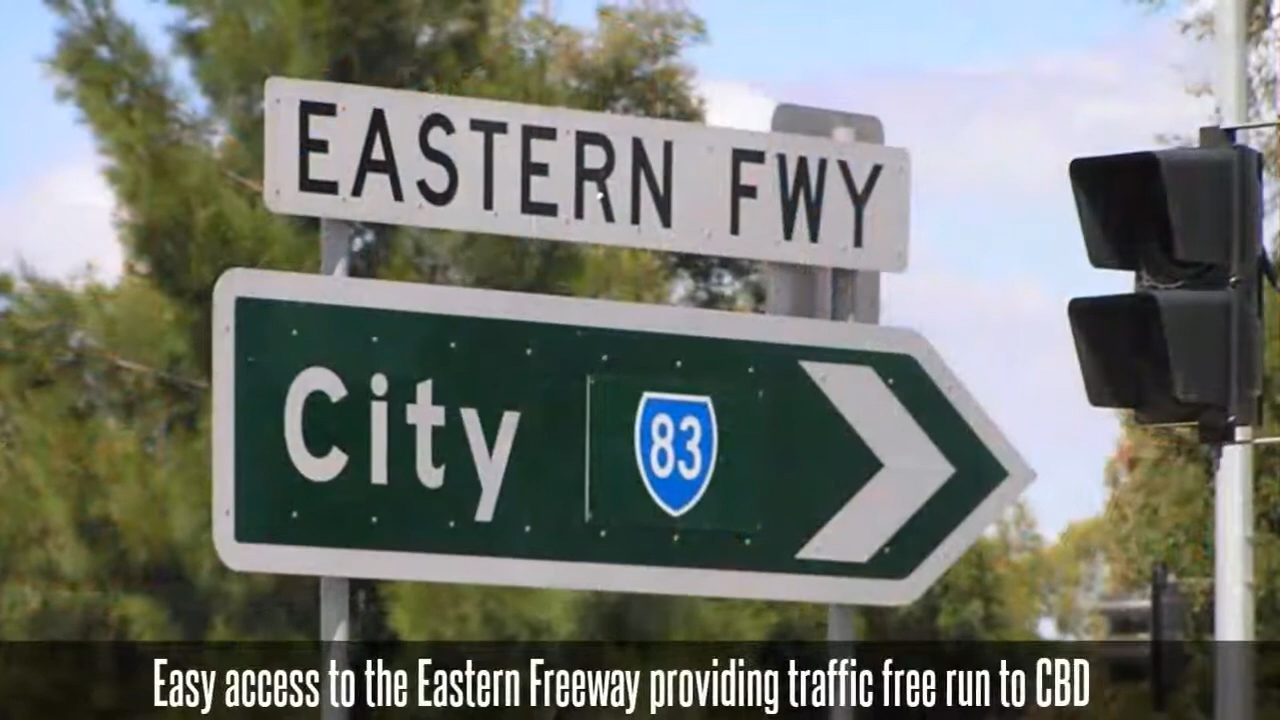 EASTERN FWY
City 83
Easy access to the Eastern Freeway providing traffic free run to CBD